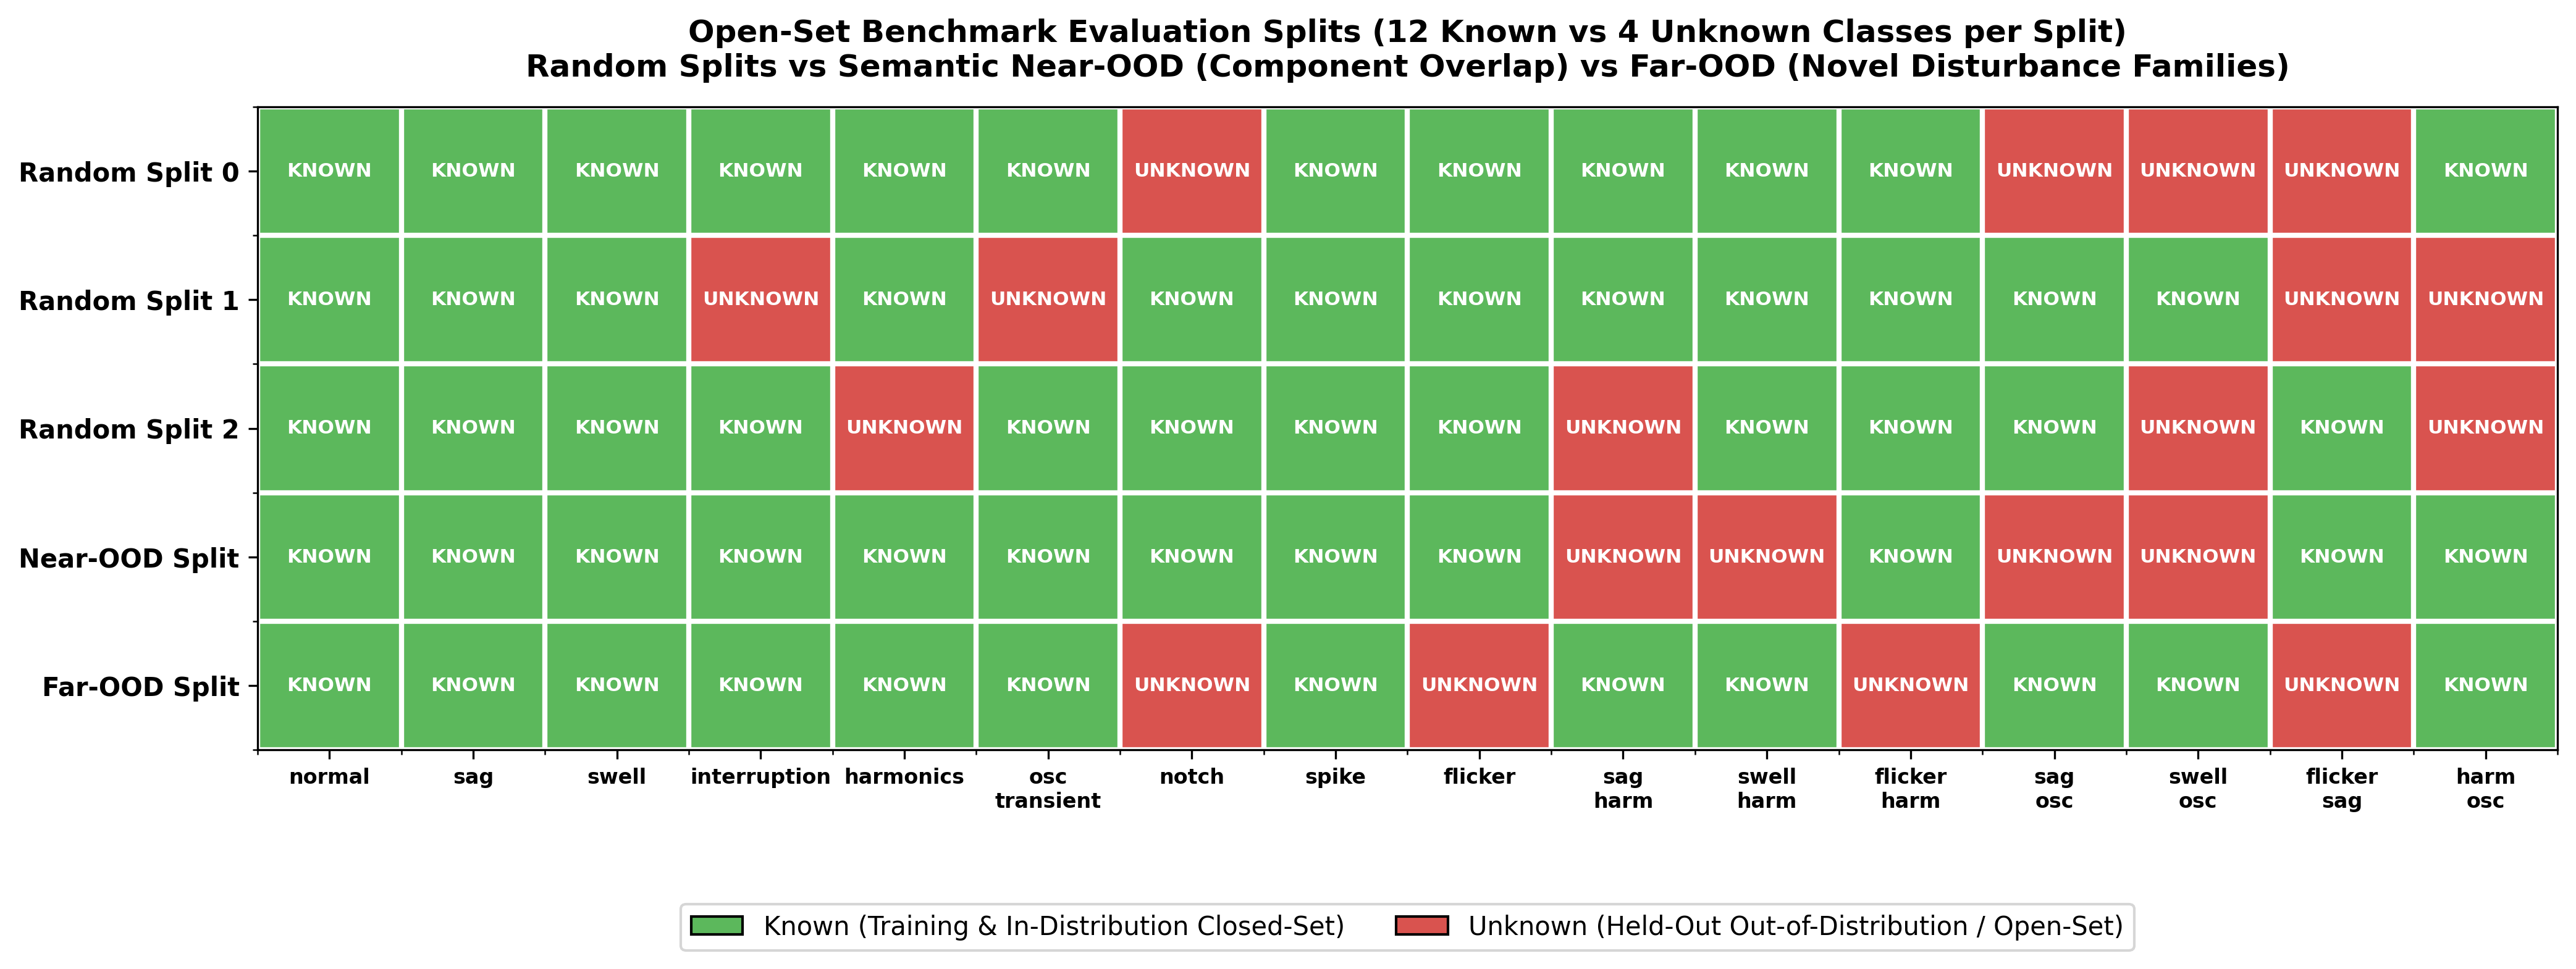 Open-Set Benchmark Evaluation Splits (12 Known vs 4 Unknown Classes per Split)
Random Splits vs Semantic Near-OOD (Component Overlap) vs Far-OOD (Novel Disturbance Families)
Random Split 0 KNOWN KNOWN KNOWN KNOWN KNOWN KNOWN UNKNOWN KNOWN KNOWN KNOWN KNOWN KNOWN UNKNOWN UNKNOWN UNKNOWN KNOWN
Random Split 1 KNOWN KNOWN KNOWN UNKNOWN KNOWN UNKNOWN KNOWN KNOWN KNOWN KNOWN KNOWN KNOWN KNOWN KNOWN UNKNOWN UNKNOWN
Random Split 2 KNOWN KNOWN KNOWN KNOWN UNKNOWN KNOWN KNOWN KNOWN KNOWN UNKNOWN KNOWN KNOWN KNOWN UNKNOWN KNOWN UNKNOWN
Near-OOD Split KNOWN KNOWN KNOWN KNOWN KNOWN KNOWN KNOWN KNOWN KNOWN UNKNOWN UNKNOWN KNOWN UNKNOWN UNKNOWN KNOWN KNOWN
Far-OOD Split KNOWN KNOWN KNOWN KNOWN KNOWN KNOWN UNKNOWN KNOWN UNKNOWN KNOWN KNOWN UNKNOWN KNOWN KNOWN UNKNOWN KNOWN
normal sag swell interruption harmonics osc notch spike flicker sag swell flicker sag swell flicker harm
transient harm harm harm osc osc sag osc
Known (Training & In-Distribution Closed-Set) Unknown (Held-Out Out-of-Distribution / Open-Set)